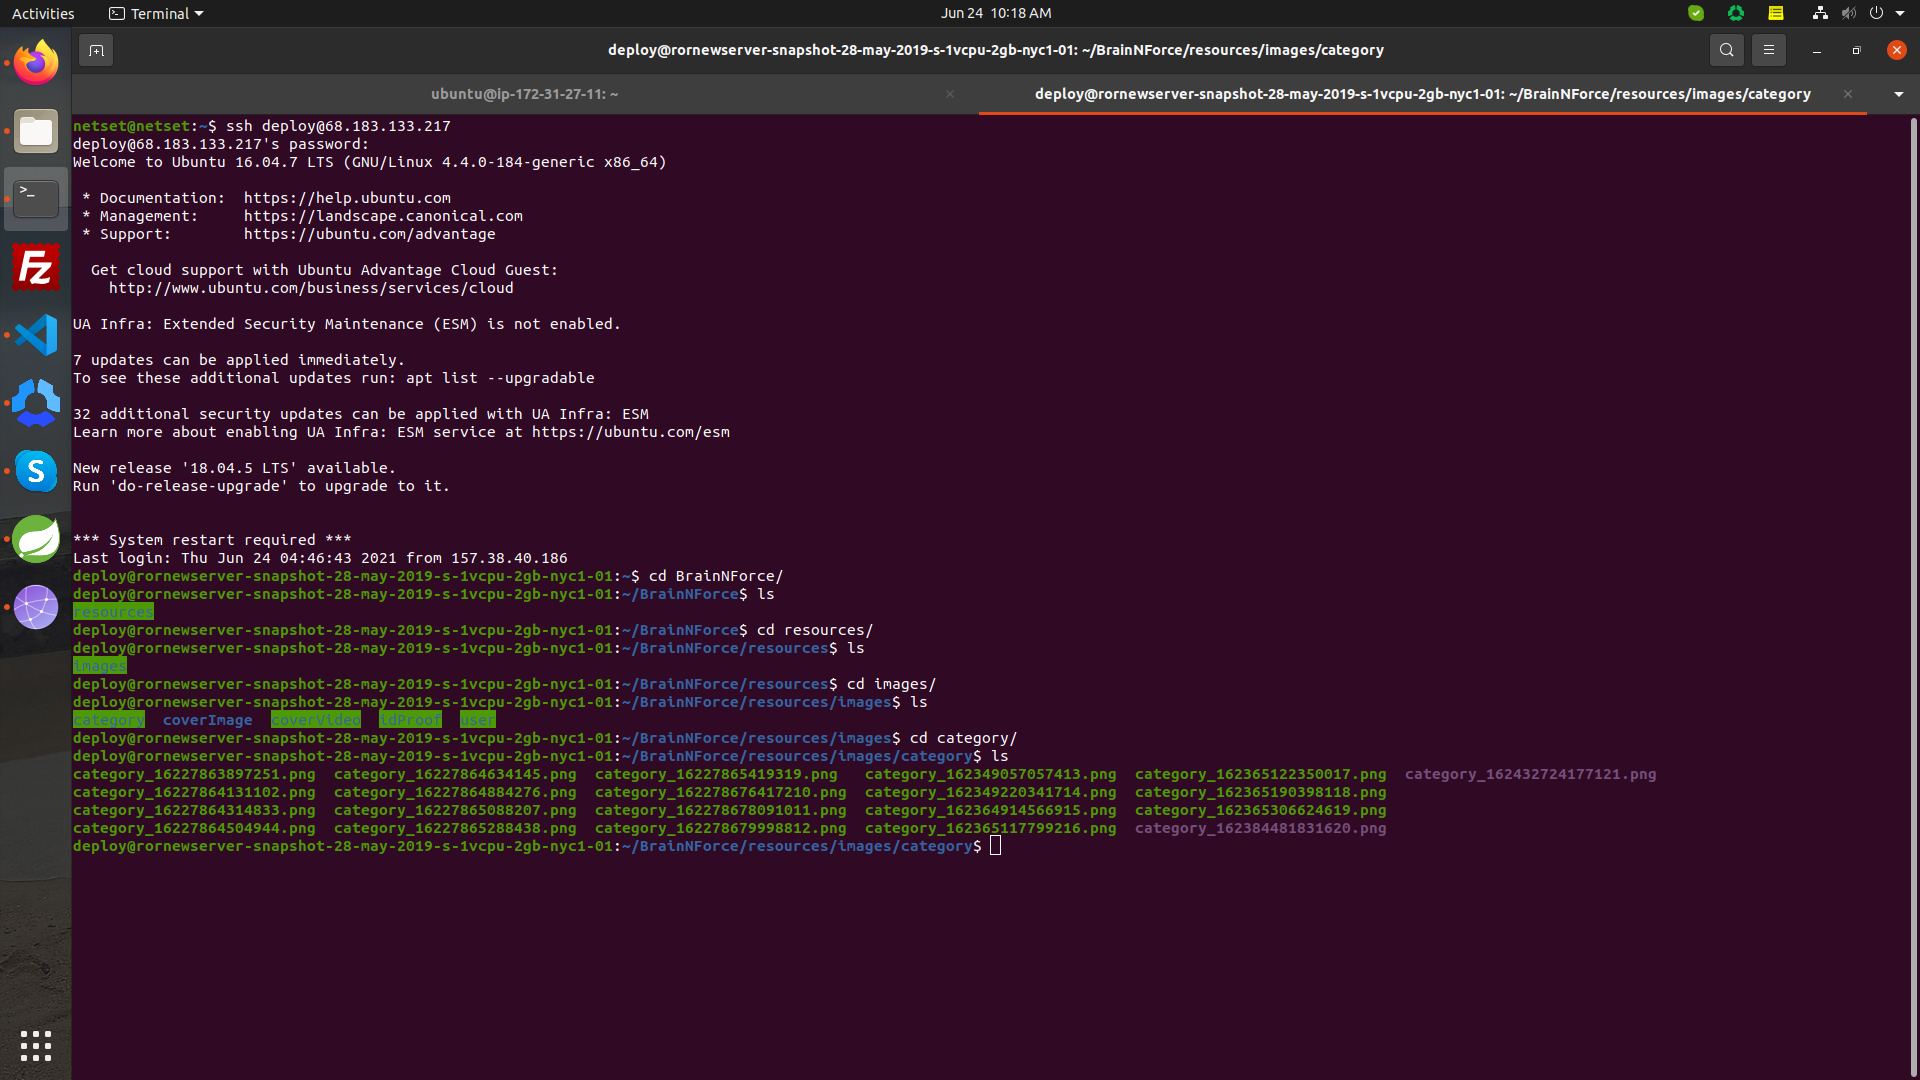 Activities
Terminal
Jun 24  10:18 AM
deploy@rornewserver-snapshot-28-may-2019-s-1vcpu-2gb-nyc1-01: ~/BrainNForce/resources/images/category
ubuntu@ip-172-31-27-11: ~
deploy@rornewserver-snapshot-28-may-2019-s-1vcpu-2gb-nyc1-01: ~/BrainNForce/resources/images/category
netset@netset:~$ ssh deploy@68.183.133.217
deploy@68.183.133.217's password:
Welcome to Ubuntu 16.04.7 LTS (GNU/Linux 4.4.0-184-generic x86_64)
* Documentation:  https://help.ubuntu.com
* Management:     https://landscape.canonical.com
* Support:        https://ubuntu.com/advantage
Get cloud support with Ubuntu Advantage Cloud Guest:
http://www.ubuntu.com/business/services/cloud
UA Infra: Extended Security Maintenance (ESM) is not enabled.
7 updates can be applied immediately.
To see these additional updates run: apt list --upgradable
32 additional security updates can be applied with UA Infra: ESM
Learn more about enabling UA Infra: ESM service at https://ubuntu.com/esm
New release '18.04.5 LTS' available.
Run 'do-release-upgrade' to upgrade to it.
*** System restart required ***
Last login: Thu Jun 24 04:46:43 2021 from 157.38.40.186
deploy@rornewserver-snapshot-28-may-2019-s-1vcpu-2gb-nyc1-01:~$ cd BrainNForce/
deploy@rornewserver-snapshot-28-may-2019-s-1vcpu-2gb-nyc1-01:~/BrainNForce$ ls
resources
deploy@rornewserver-snapshot-28-may-2019-s-1vcpu-2gb-nyc1-01:~/BrainNForce$ cd resources/
deploy@rornewserver-snapshot-28-may-2019-s-1vcpu-2gb-nyc1-01:~/BrainNForce/resources$ ls
images
deploy@rornewserver-snapshot-28-may-2019-s-1vcpu-2gb-nyc1-01:~/BrainNForce/resources$ cd images/
deploy@rornewserver-snapshot-28-may-2019-s-1vcpu-2gb-nyc1-01:~/BrainNForce/resources/images$ ls
category  coverImage  coverVideo  idProof  user
deploy@rornewserver-snapshot-28-may-2019-s-1vcpu-2gb-nyc1-01:~/BrainNForce/resources/images$ cd category/
deploy@rornewserver-snapshot-28-may-2019-s-1vcpu-2gb-nyc1-01:~/BrainNForce/resources/images/category$ ls
category_16227863897251.png  category_16227864634145.png  category_16227865419319.png   category_162349057057413.png  category_162365122350017.png  category_162432724177121.png
category_16227864131102.png  category_16227864884276.png  category_162278676417210.png  category_162349220341714.png  category_162365190398118.png
category_16227864314833.png  category_16227865088207.png  category_162278678091011.png  category_162364914566915.png  category_162365306624619.png
category_16227864504944.png  category_16227865288438.png  category_162278679998812.png  category_162365117799216.png  category_162384481831620.png
deploy@rornewserver-snapshot-28-may-2019-s-1vcpu-2gb-nyc1-01:~/BrainNForce/resources/images/category$